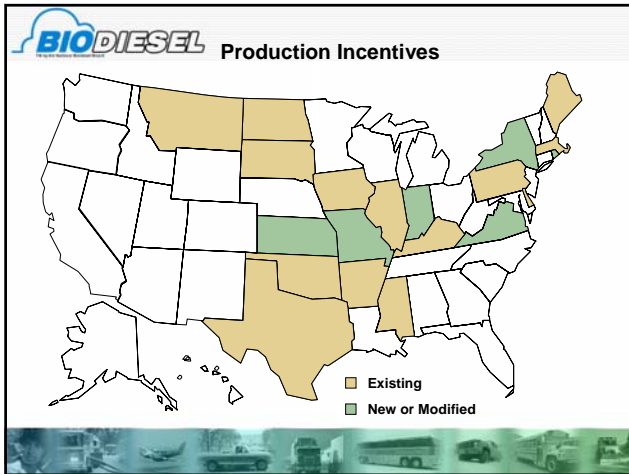 BIODIESEL
Production Incentives
Existing
New or Modified